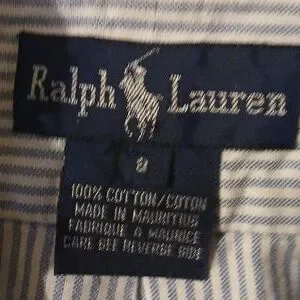 Ralph Lauren
8
100% COTTON/COTON
MADE IN MAURITIUS
FABRIQUE A MAURICE
CARE SEE REVERSE SIDE